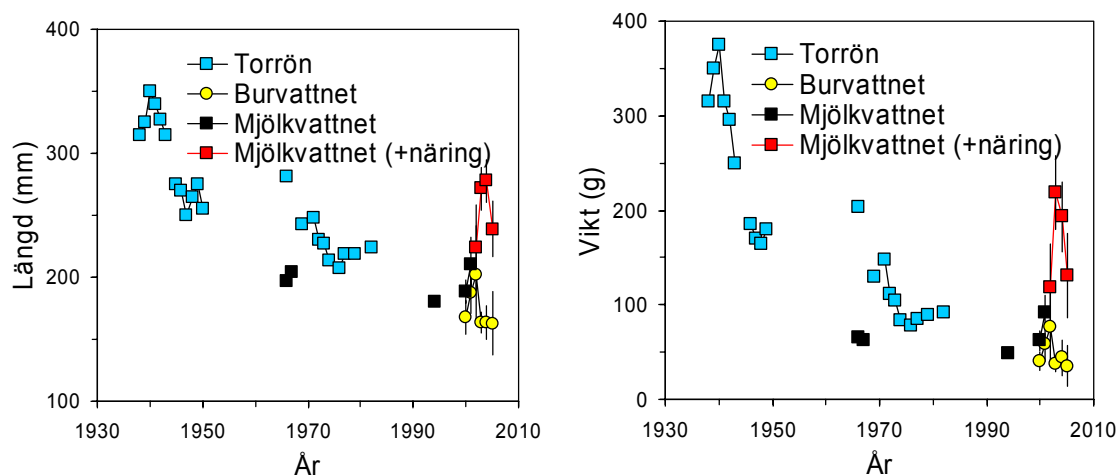 400
300
200
100
1930
1950
1970
1990
2010
Längd (mm)
År
Torrön
Burvattnet
Mjölkvattnet
Mjölkvattnet (+näring)
400
300
200
100
0
1930
1950
1970
1990
2010
Vikt (g)
År
Torrön
Burvattnet
Mjölkvattnet
Mjölkvattnet (+näring)